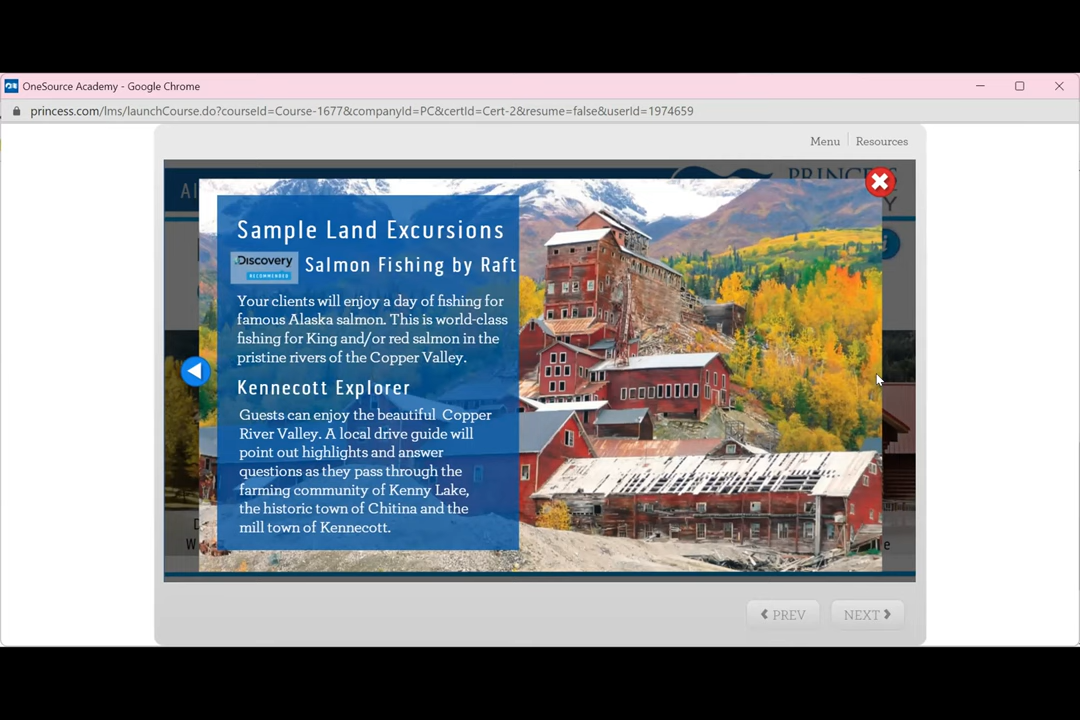 OneSource Academy - Google Chrome
princess.com/lms/launchCourse.do?courseId=Course-1677&companyId=PC&certId=Cert-2&resume=false&userId=1974659
Menu Resources
Al
PRINCESS
Y
Sample Land Excursions
Discovery
RECOMMENDED
Salmon Fishing by Raft
Your clients will enjoy a day of fishing for
famous Alaska salmon. This is world-class
fishing for King and/or red salmon in the
pristine rivers of the Copper Valley.
Kennecott Explorer
Guests can enjoy the beautiful Copper
River Valley. A local drive guide will
point out highlights and answer
questions as they pass through the
farming community of Kenny Lake,
the historic town of Chitina and the
mill town of Kennecott.
D
W
e
PREV NEXT